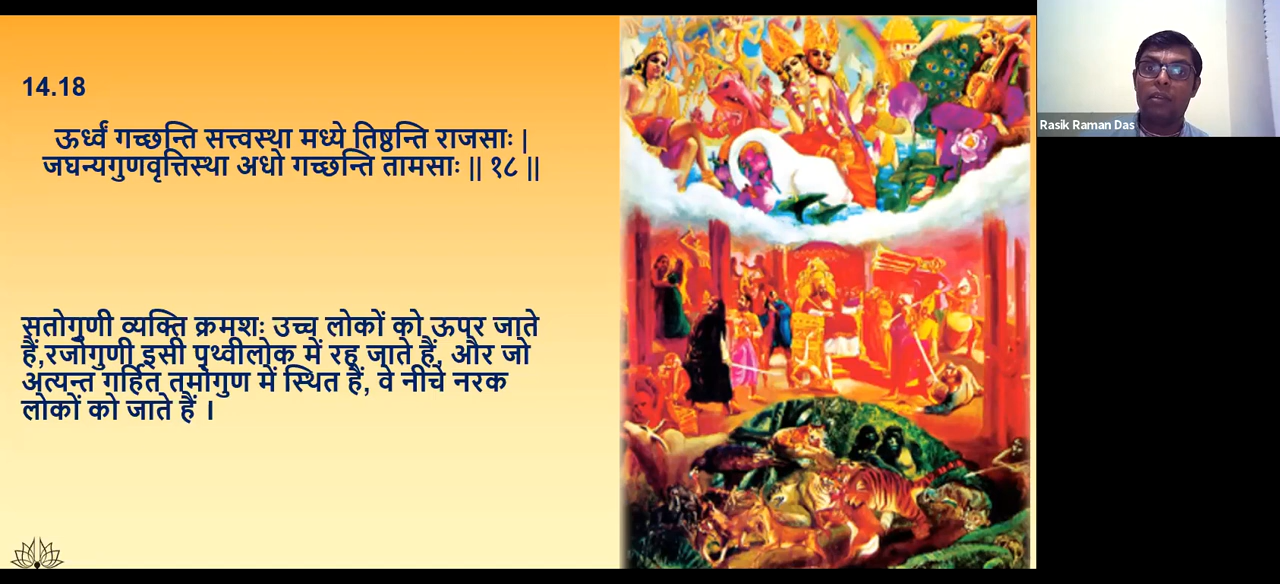 14.18
ऊर्ध्वं गच्छन्ति सत्त्वस्था मध्ये तिष्ठन्ति राजसाः |
जघन्यगुणवृत्तिस्था अधो गच्छन्ति तामसाः || १८ ||
सतोगुणी व्यक्ति क्रमशः उच्च लोकों को ऊपर जाते
हैं,रजोगुणी इसी पृथ्वीलोक में रह जाते हैं, और जो
अत्यन्त गर्हित तमोगुण में स्थित हैं, वे नीचे नरक
लोकों को जाते हैं ।
Rasik Raman Das